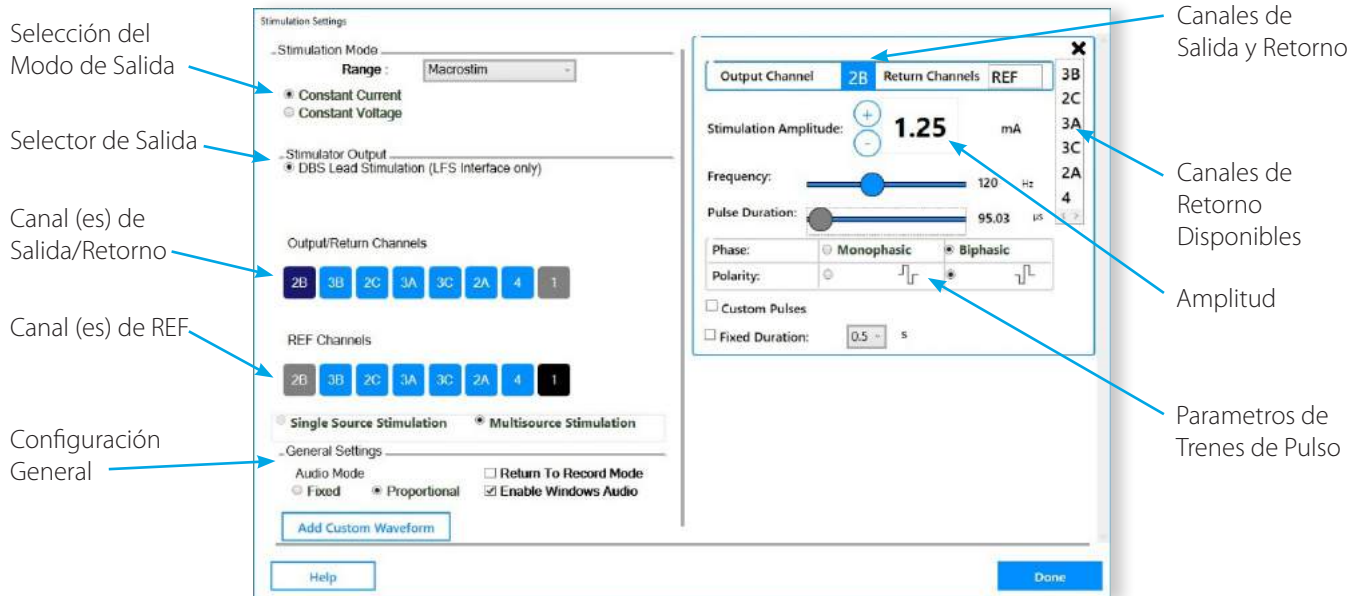 Selección del
Modo de Salida
Selector de Salida
Canal (es) de
Salida/Retorno
Canal (es) de REF
Configuración
General
Stimulation Settings
Stimulation Mode
Range : Macrostim
Constant Current
Constant Voltage
Stimulator Output
DBS Lead Stimulation (LFS Interface only)
Output/Return Channels
2B 3B 2C 3A 3C 2A 4 1
REF Channels
2B 3B 2C 3A 3C 2A 4 1
Single Source Stimulation Multisource Stimulation
General Settings
Audio Mode Return To Record Mode
Fixed Proportional Enable Windows Audio
Add Custom Waveform
Help
Output Channel 2B Return Channels REF
Stimulation Amplitude: + - 1.25 mA
Frequency: 120 Hz
Pulse Duration: 95.03 µs
Phase: Monophasic Biphasic
Polarity:
Custom Pulses
Fixed Duration: 0.5 s
3B
2C
3A
3C
2A
4
Done
Canales de
Salida y Retorno
Canales de
Retorno
Disponibles
Amplitud
Parametros de
Trenes de Pulso